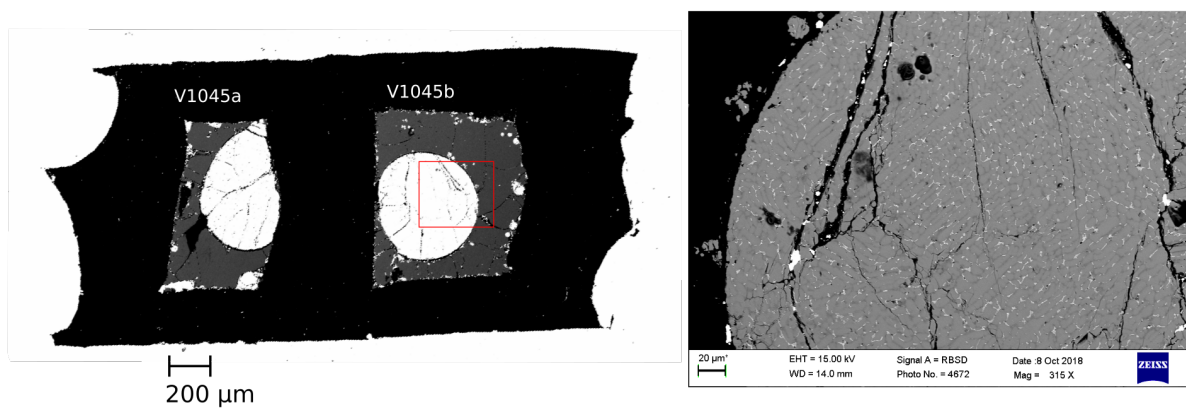 V1045a
V1045b
200 µm
20 µm*
EHT = 15.00 kV
Signal A = RBSD
Date :8 Oct 2018
WD = 14.0 mm
Photo No. = 4672
Mag = 315 X
ZEISS